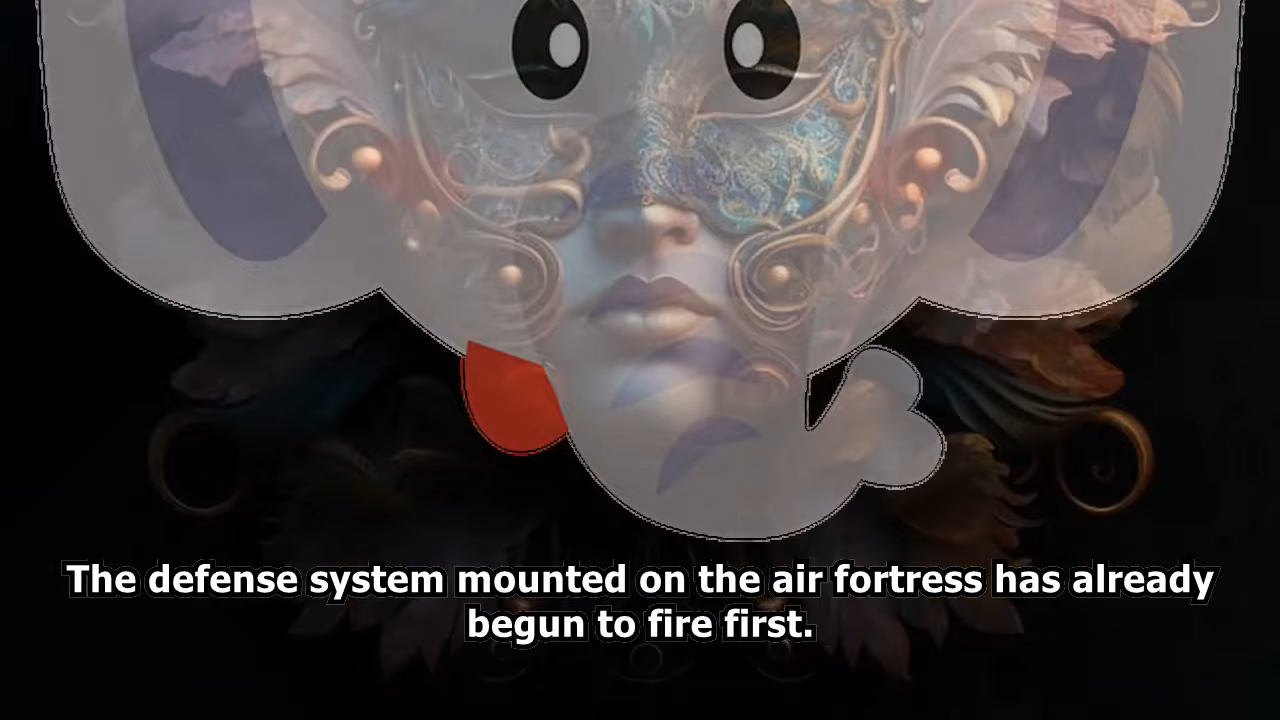 The defense system mounted on the air fortress has already
begun to fire first.